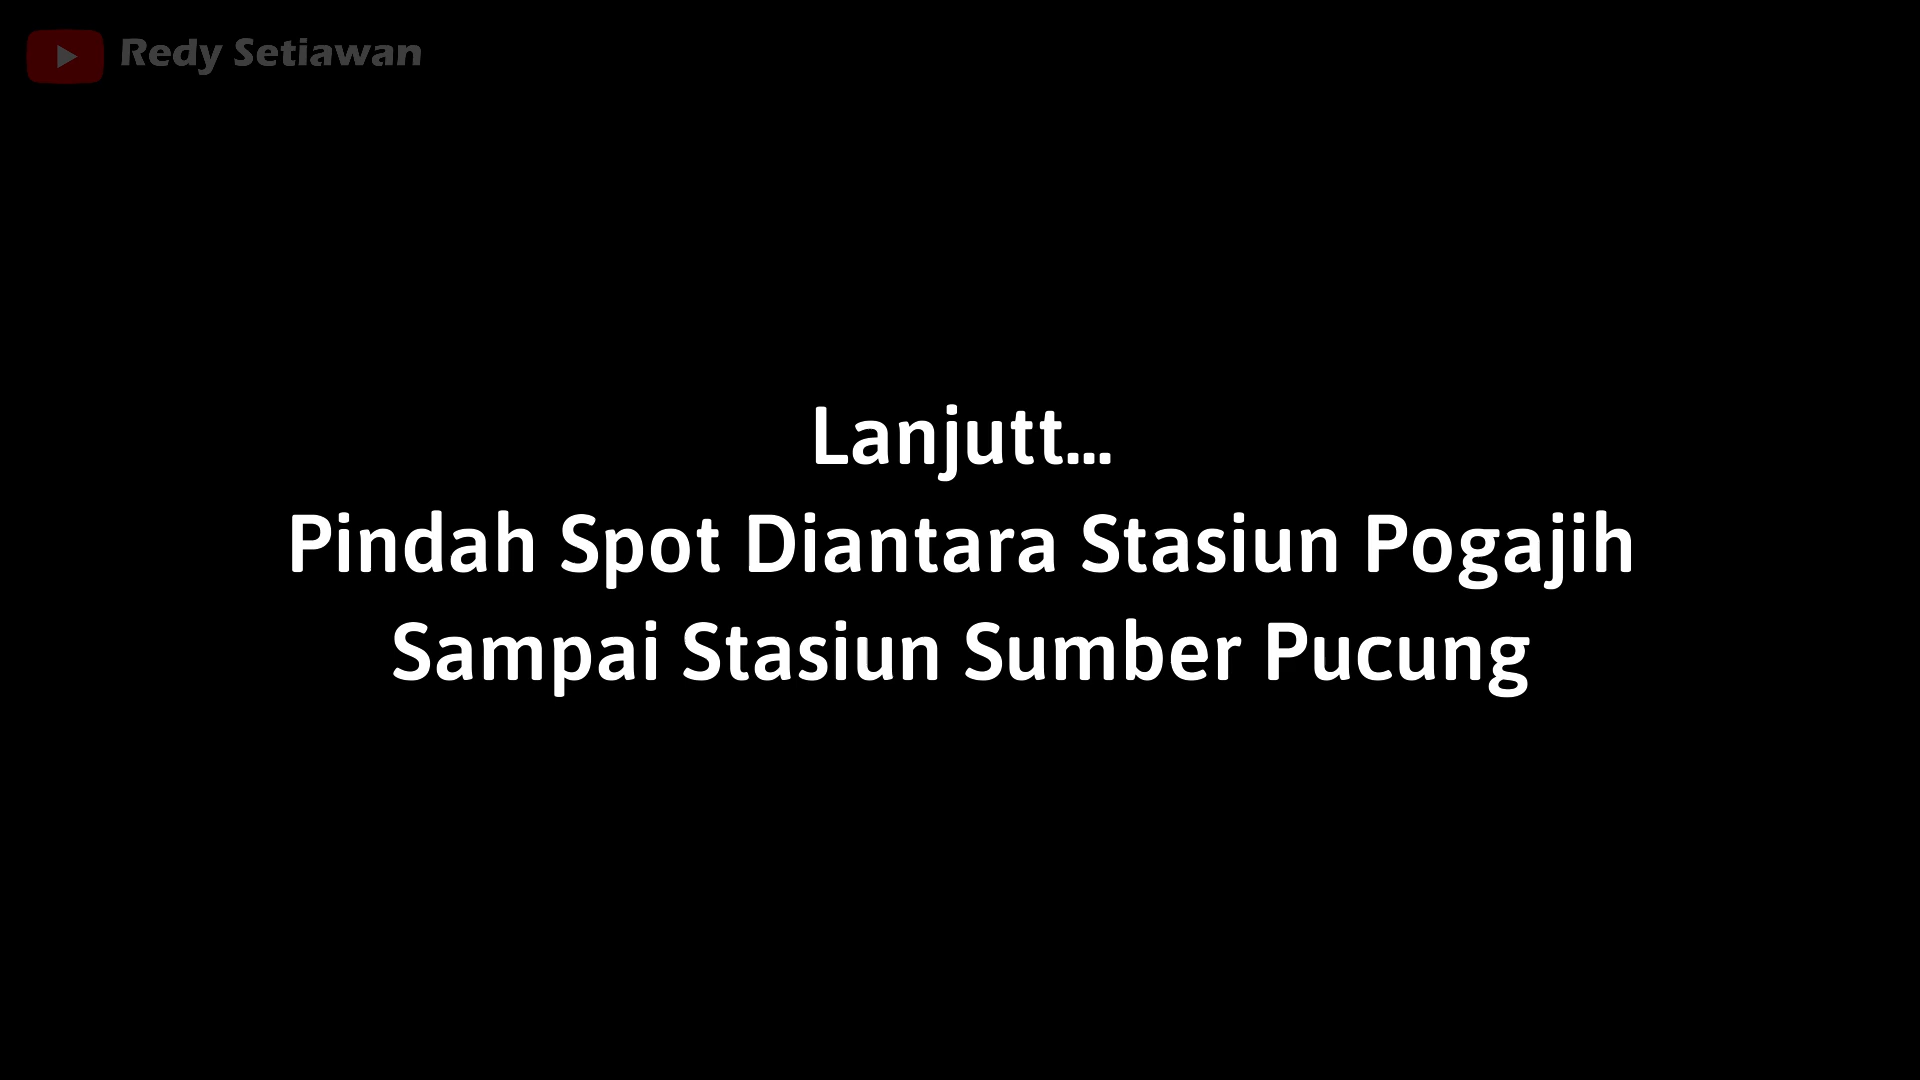 Redy Setiawan
Lanjutt...
Pindah Spot Diantara Stasiun Pogajih
Sampai Stasiun Sumber Pucung